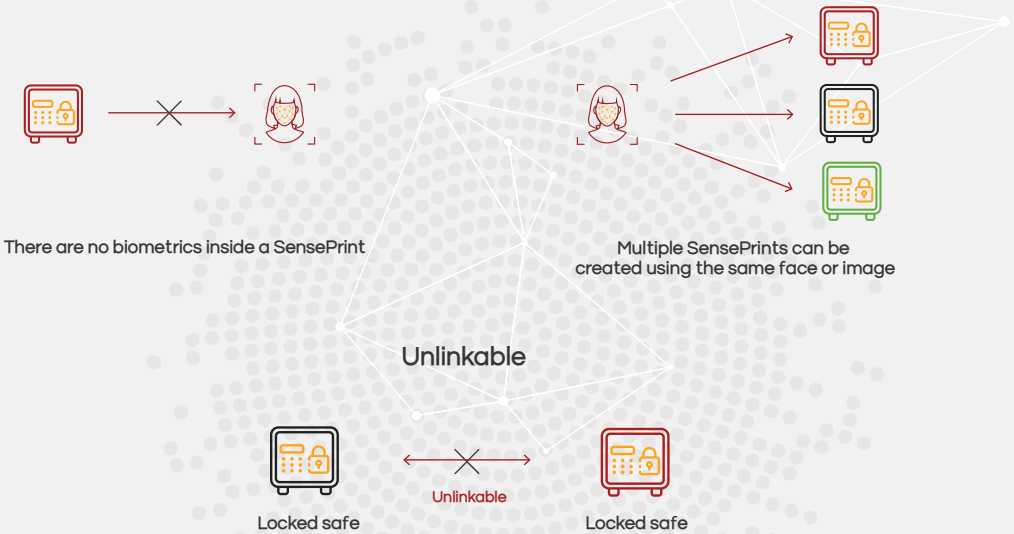 There are no biometrics inside a SensePrint
Multiple SensePrints can be
created using the same face or image
Unlinkable
Unlinkable
Locked safe
Locked safe